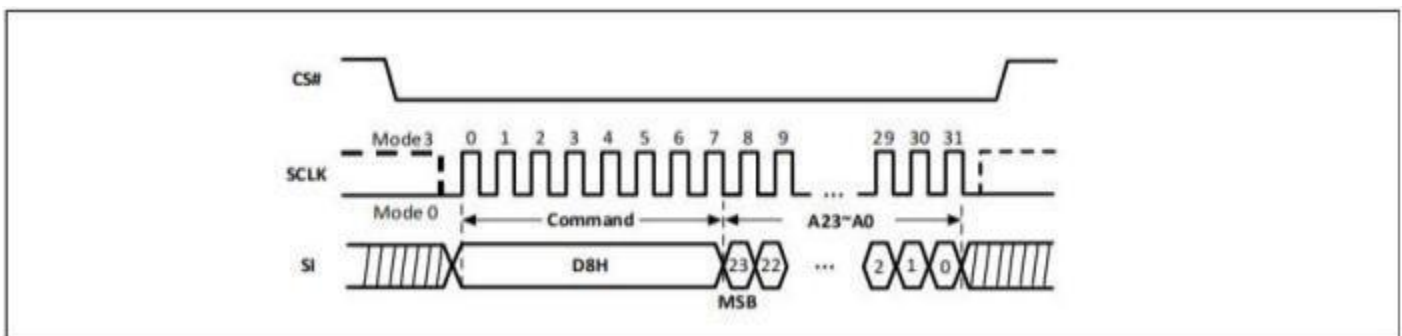 CS#
Mode 3 0 1 2 3 4 5 6 7 8 9 29 30 31
SCLK ...
Mode 0 Command A23~A0
SI D8H 23 22 ... 2 1 0
MSB